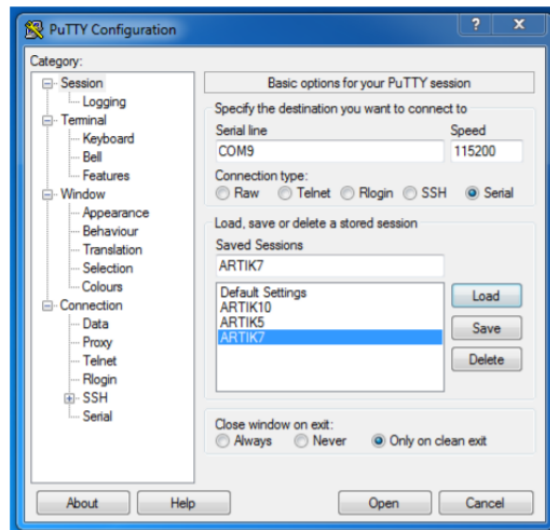 PuTTY Configuration
Category:
Session
Logging
Terminal
Keyboard
Bell
Features
Window
Appearance
Behaviour
Translation
Selection
Colours
Connection
Data
Proxy
Telnet
Rlogin
SSH
Serial
Basic options for your PuTTY session
Specify the destination you want to connect to
Serial line Speed
COM9 115200
Connection type:
Raw Telnet Rlogin SSH Serial
Load, save or delete a stored session
Saved Sessions
ARTIK7
Default Settings
ARTIK10
ARTIK5
ARTIK7
Load
Save
Delete
Close window on exit:
Always Never Only on clean exit
About Help Open Cancel